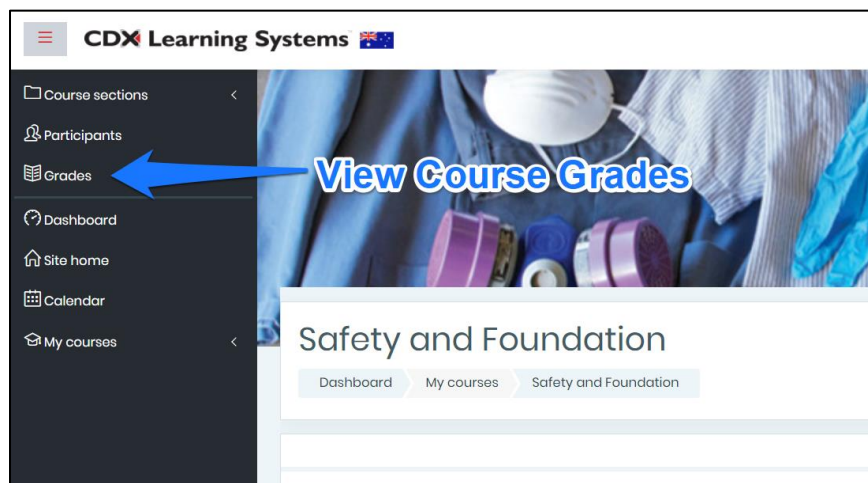 CDX Learning Systems
Course sections
Participants
Grades
View Course Grades
Dashboard
Site home
Calendar
My courses
Safety and Foundation
Dashboard
My courses
Safety and Foundation